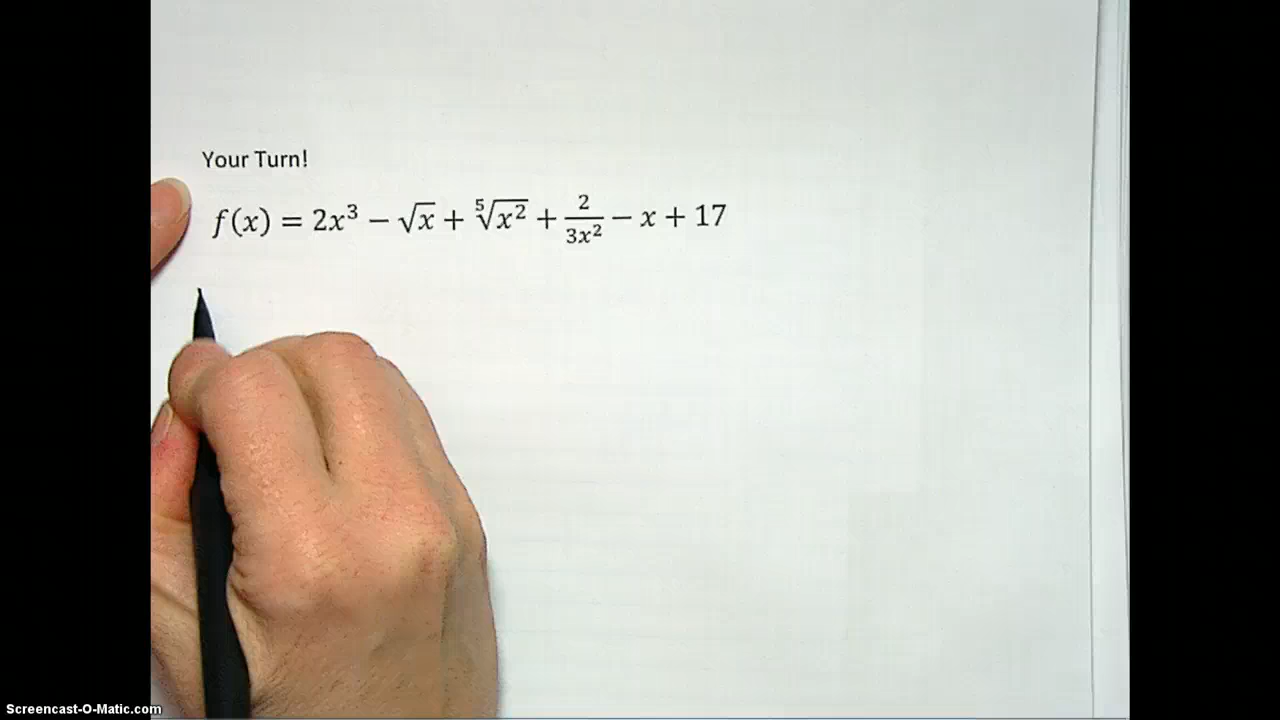 Your Turn!
f(x) = 2x³ − √x + ⁵√x² + 2/3x² − x + 17
Screencast-O-Matic.com